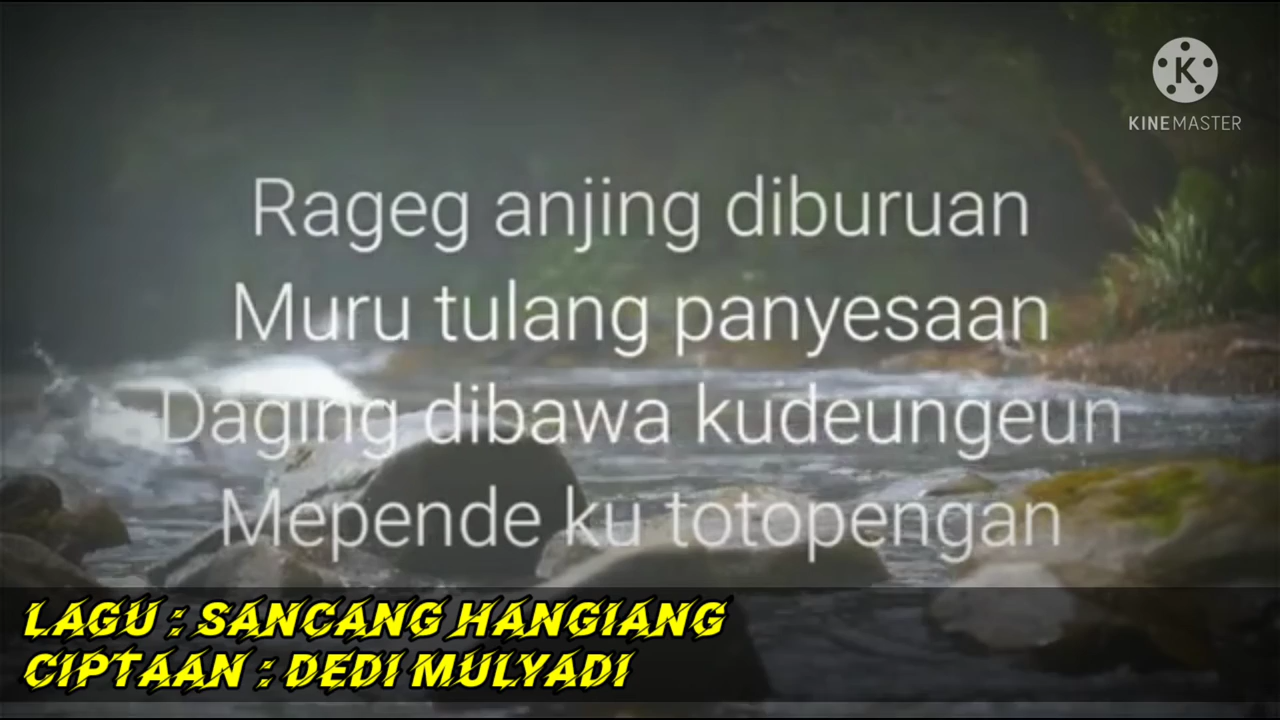 KINEMASTER
Rageg anjing diburuan
Muru tulang panyesaan
Daging dibawa kudeungeun
Mepende ku totopengan
LAGU : SANCANG HANGIANG
CIPTAAN : DEDI MULYADI